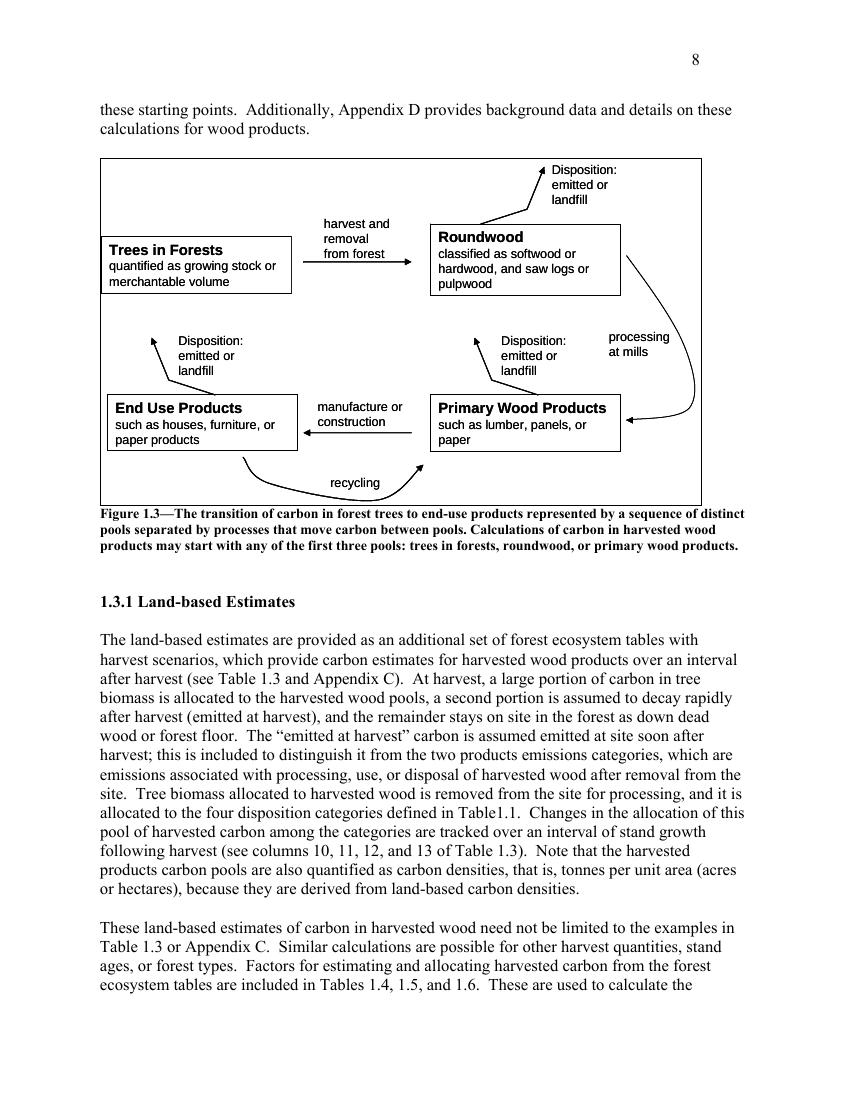 8
these starting points.  Additionally, Appendix D provides background data and details on these
calculations for wood products.
Disposition:
emitted or
landfill
harvest and
removal
from forest
Trees in Forests
quantified as growing stock or
merchantable volume
Roundwood
classified as softwood or
hardwood, and saw logs or
pulpwood
processing
at mills
Disposition:
emitted or
landfill
Disposition:
emitted or
landfill
End Use Products
such as houses, furniture, or
paper products
manufacture or
construction
Primary Wood Products
such as lumber, panels, or
paper
recycling
Figure 1.3—The transition of carbon in forest trees to end-use products represented by a sequence of distinct
pools separated by processes that move carbon between pools. Calculations of carbon in harvested wood
products may start with any of the first three pools: trees in forests, roundwood, or primary wood products.
1.3.1 Land-based Estimates
The land-based estimates are provided as an additional set of forest ecosystem tables with
harvest scenarios, which provide carbon estimates for harvested wood products over an interval
after harvest (see Table 1.3 and Appendix C).  At harvest, a large portion of carbon in tree
biomass is allocated to the harvested wood pools, a second portion is assumed to decay rapidly
after harvest (emitted at harvest), and the remainder stays on site in the forest as down dead
wood or forest floor.  The “emitted at harvest” carbon is assumed emitted at site soon after
harvest; this is included to distinguish it from the two products emissions categories, which are
emissions associated with processing, use, or disposal of harvested wood after removal from the
site.  Tree biomass allocated to harvested wood is removed from the site for processing, and it is
allocated to the four disposition categories defined in Table1.1.  Changes in the allocation of this
pool of harvested carbon among the categories are tracked over an interval of stand growth
following harvest (see columns 10, 11, 12, and 13 of Table 1.3).  Note that the harvested
products carbon pools are also quantified as carbon densities, that is, tonnes per unit area (acres
or hectares), because they are derived from land-based carbon densities.
These land-based estimates of carbon in harvested wood need not be limited to the examples in
Table 1.3 or Appendix C.  Similar calculations are possible for other harvest quantities, stand
ages, or forest types.  Factors for estimating and allocating harvested carbon from the forest
ecosystem tables are included in Tables 1.4, 1.5, and 1.6.  These are used to calculate the